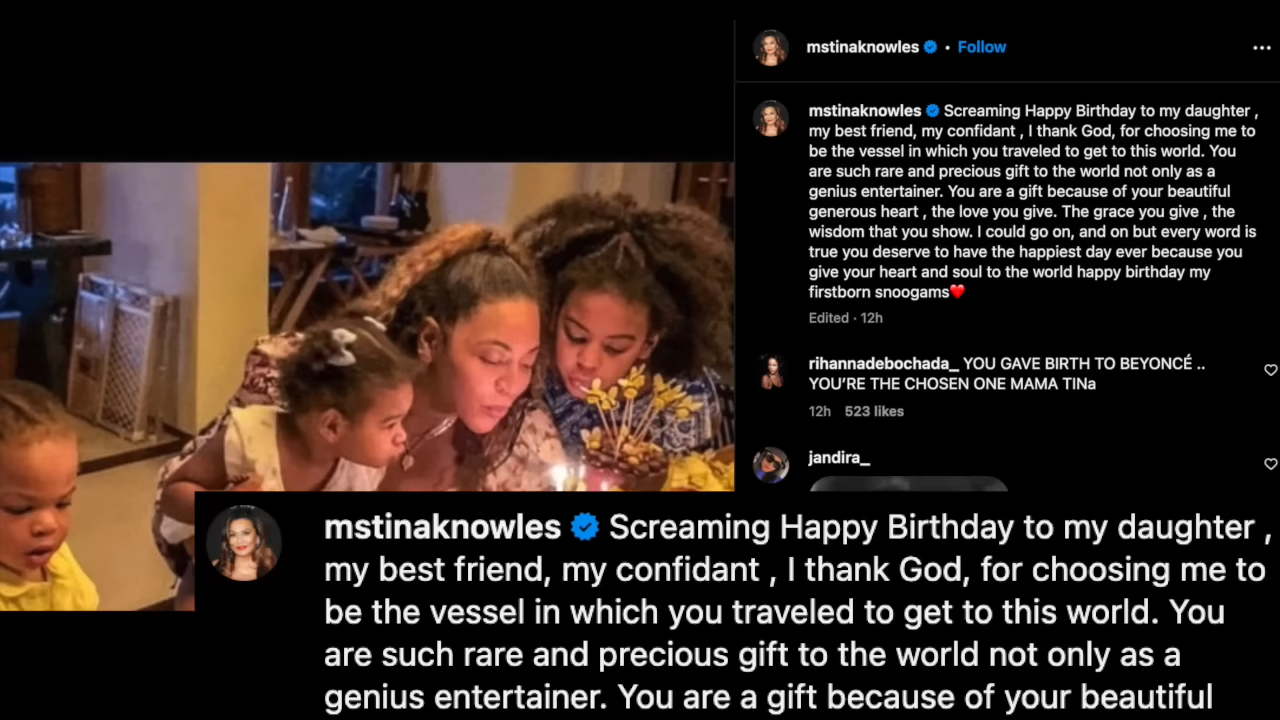 mstinaknowles • Follow
mstinaknowles Screaming Happy Birthday to my daughter ,
my best friend, my confidant , I thank God, for choosing me to
be the vessel in which you traveled to get to this world. You
are such rare and precious gift to the world not only as a
genius entertainer. You are a gift because of your beautiful
generous heart , the love you give. The grace you give , the
wisdom that you show. I could go on, and on but every word is
true you deserve to have the happiest day ever because you
give your heart and soul to the world happy birthday my
firstborn snoogams❤️
Edited · 12h
rihannadebochada_ YOU GAVE BIRTH TO BEYONCÉ ..
YOU’RE THE CHOSEN ONE MAMA TINa
12h 523 likes
jandira_
mstinaknowles Screaming Happy Birthday to my daughter ,
my best friend, my confidant , I thank God, for choosing me to
be the vessel in which you traveled to get to this world. You
are such rare and precious gift to the world not only as a
genius entertainer. You are a gift because of your beautiful